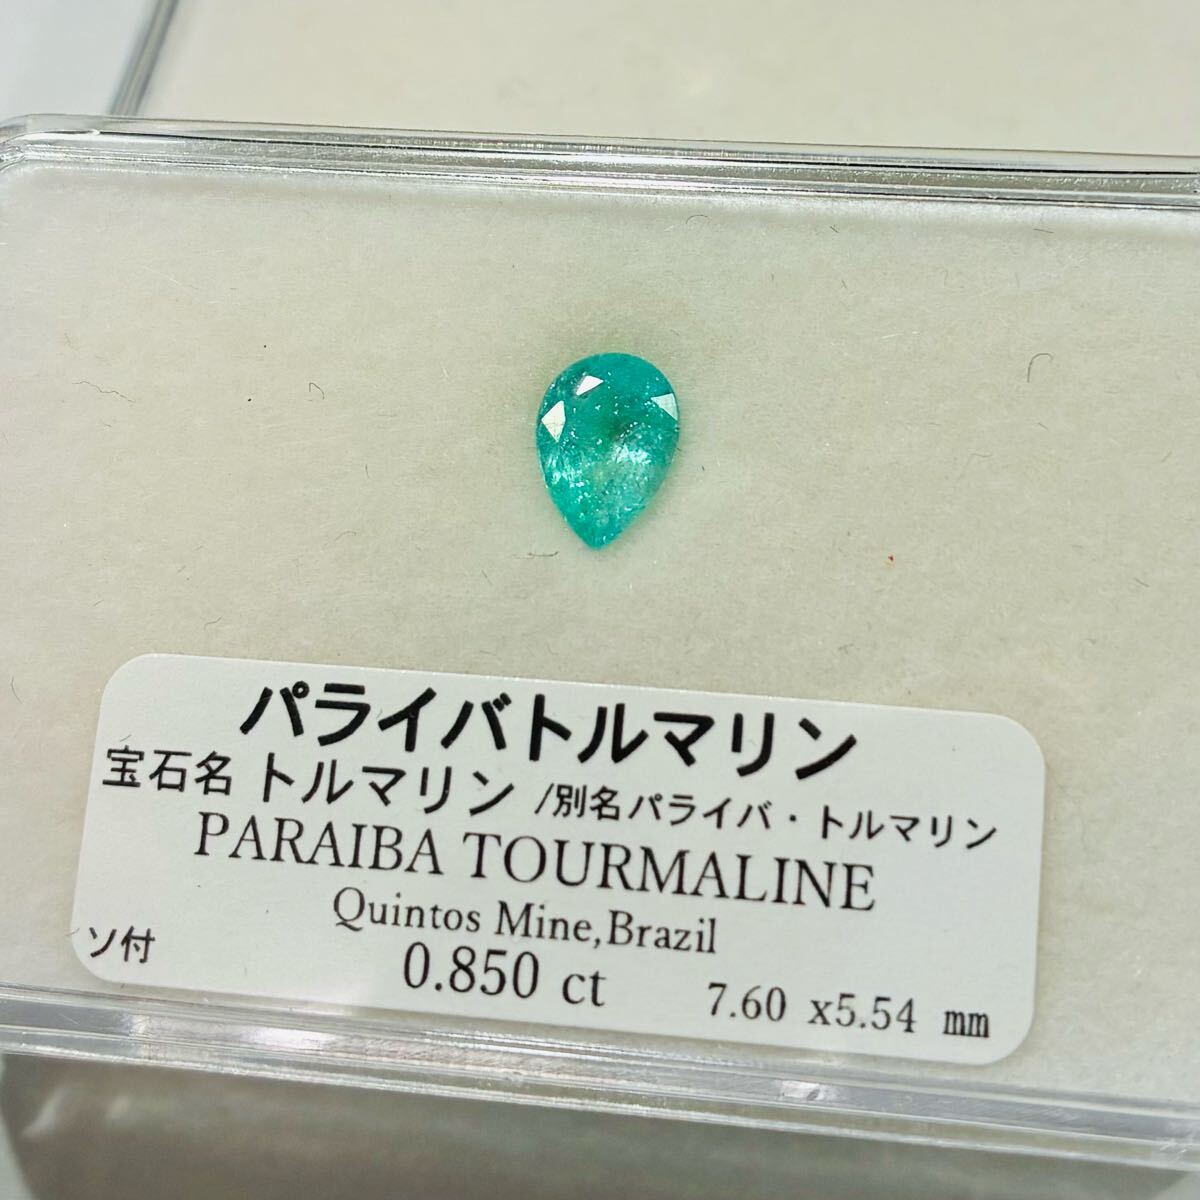 パライバトルマリン
宝石名 トルマリン /別名パライバ・トルマリン
PARAIBA TOURMALINE
Quintos Mine,Brazil
ソ付 0.850 ct 7.60 x5.54 mm